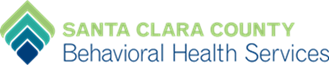 SANTA CLARA COUNTY
Behavioral Health Services